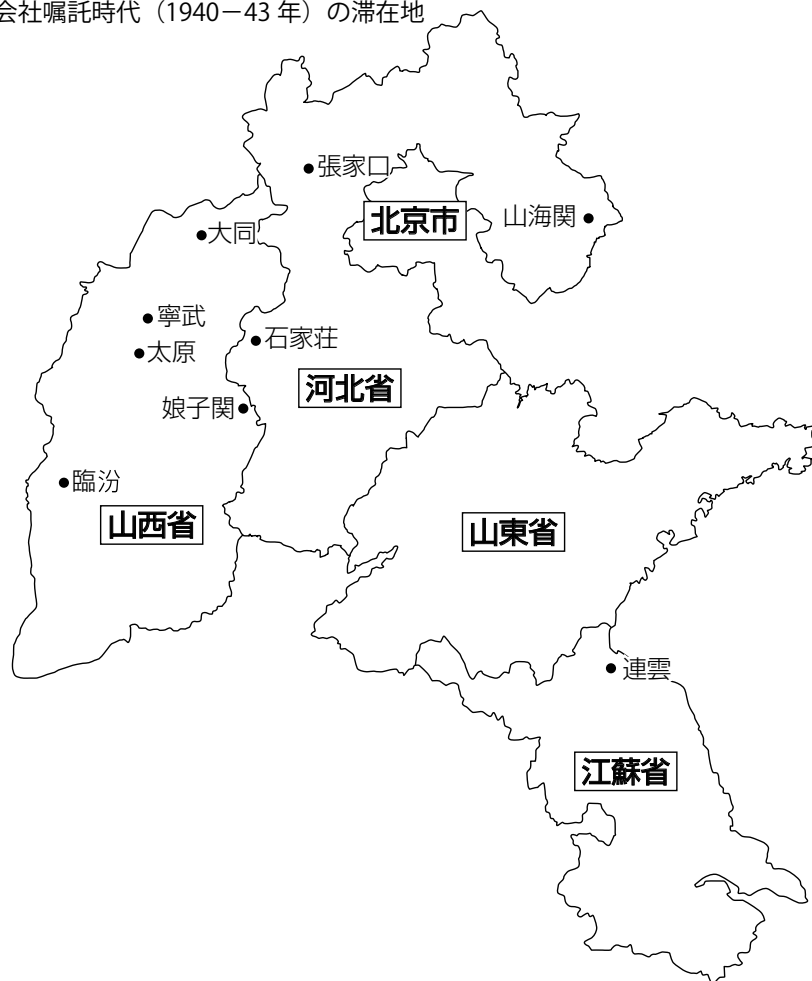 会社嘱託時代（1940－43 年）の滞在地
張家口
北京市
山海関
大同
寧武
石家荘
太原
河北省
娘子関
臨汾
山西省
山東省
連雲
江蘇省